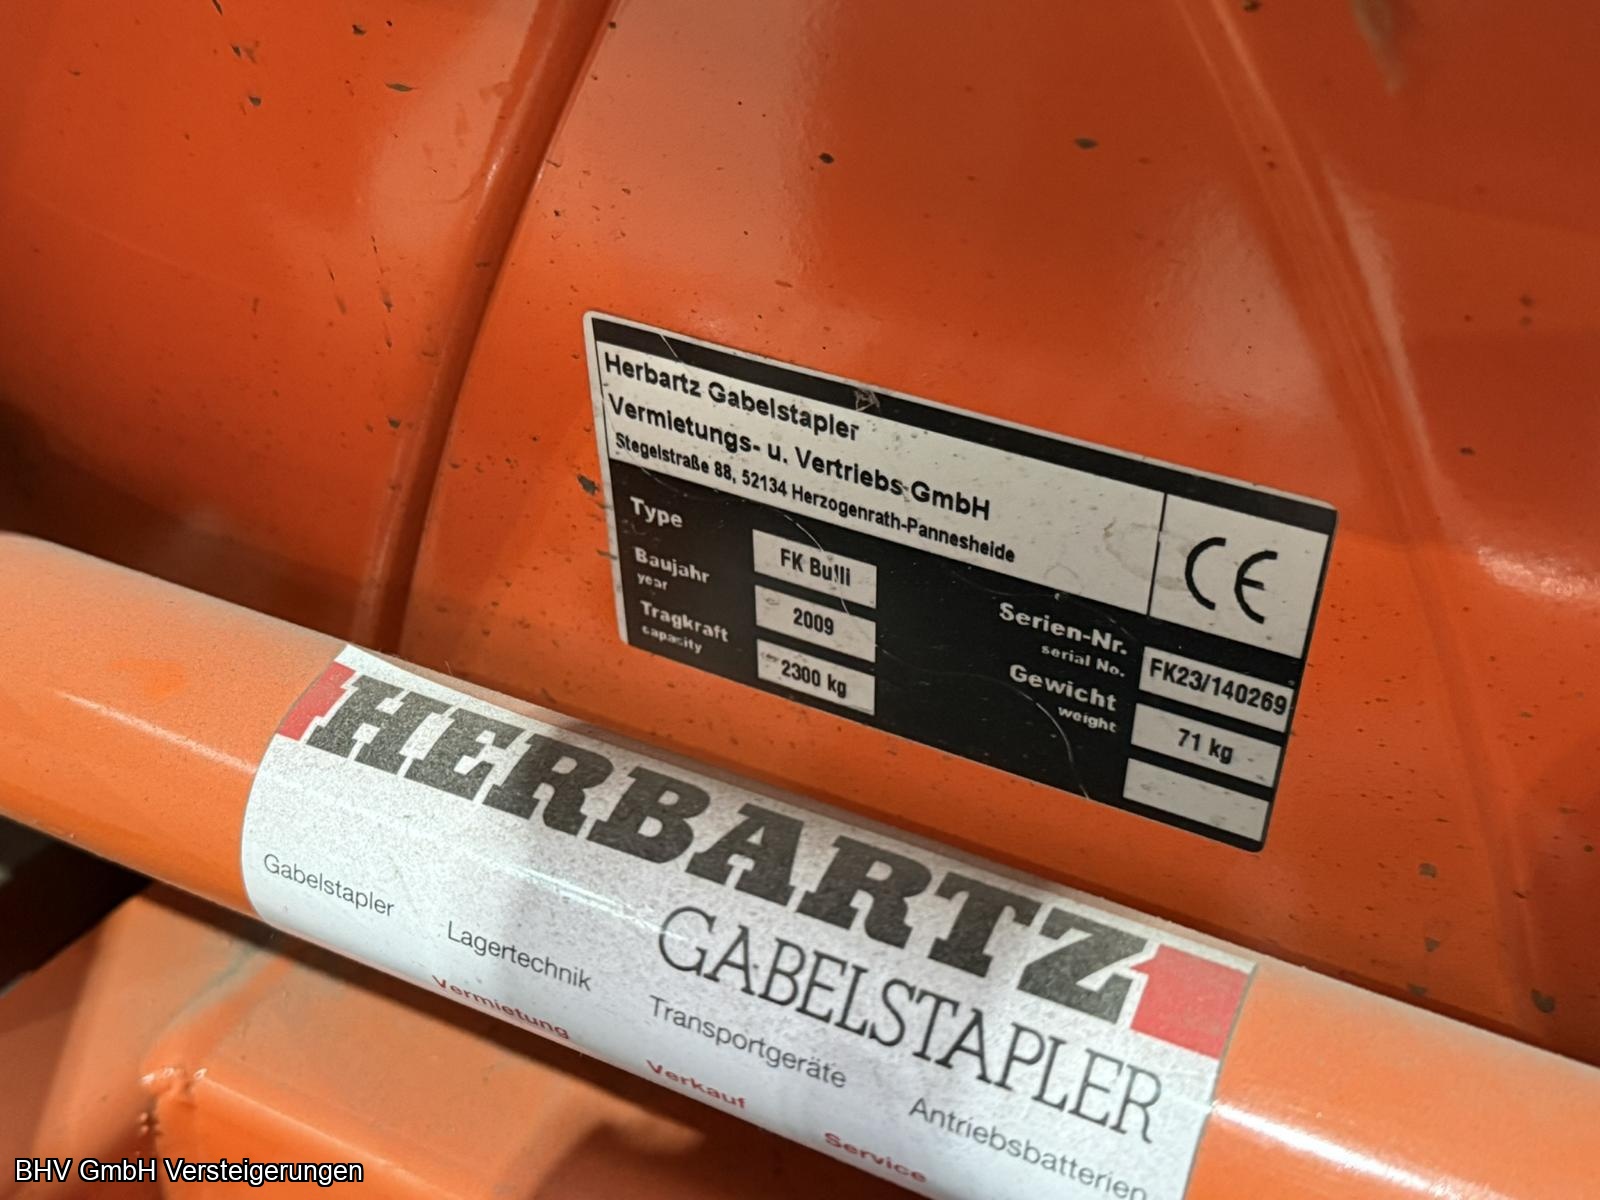 Herbartz Gabelstapler
Vermietungs- u. Vertriebs-GmbH
Stegelstraße 88, 52134 Herzogenrath-Pannesheide
CE
Type FK Bulli
Baujahr 2009
year
Tragkraft 2300 kg
capacity
Serien-Nr. FK23/140269
serial No.
Gewicht 71 kg
weight
HERBARTZ
GABELSTAPLER
Gabelstapler Lagertechnik Transportgeräte Antriebsbatterien
Vermietung Verkauf Service
BHV GmbH Versteigerungen